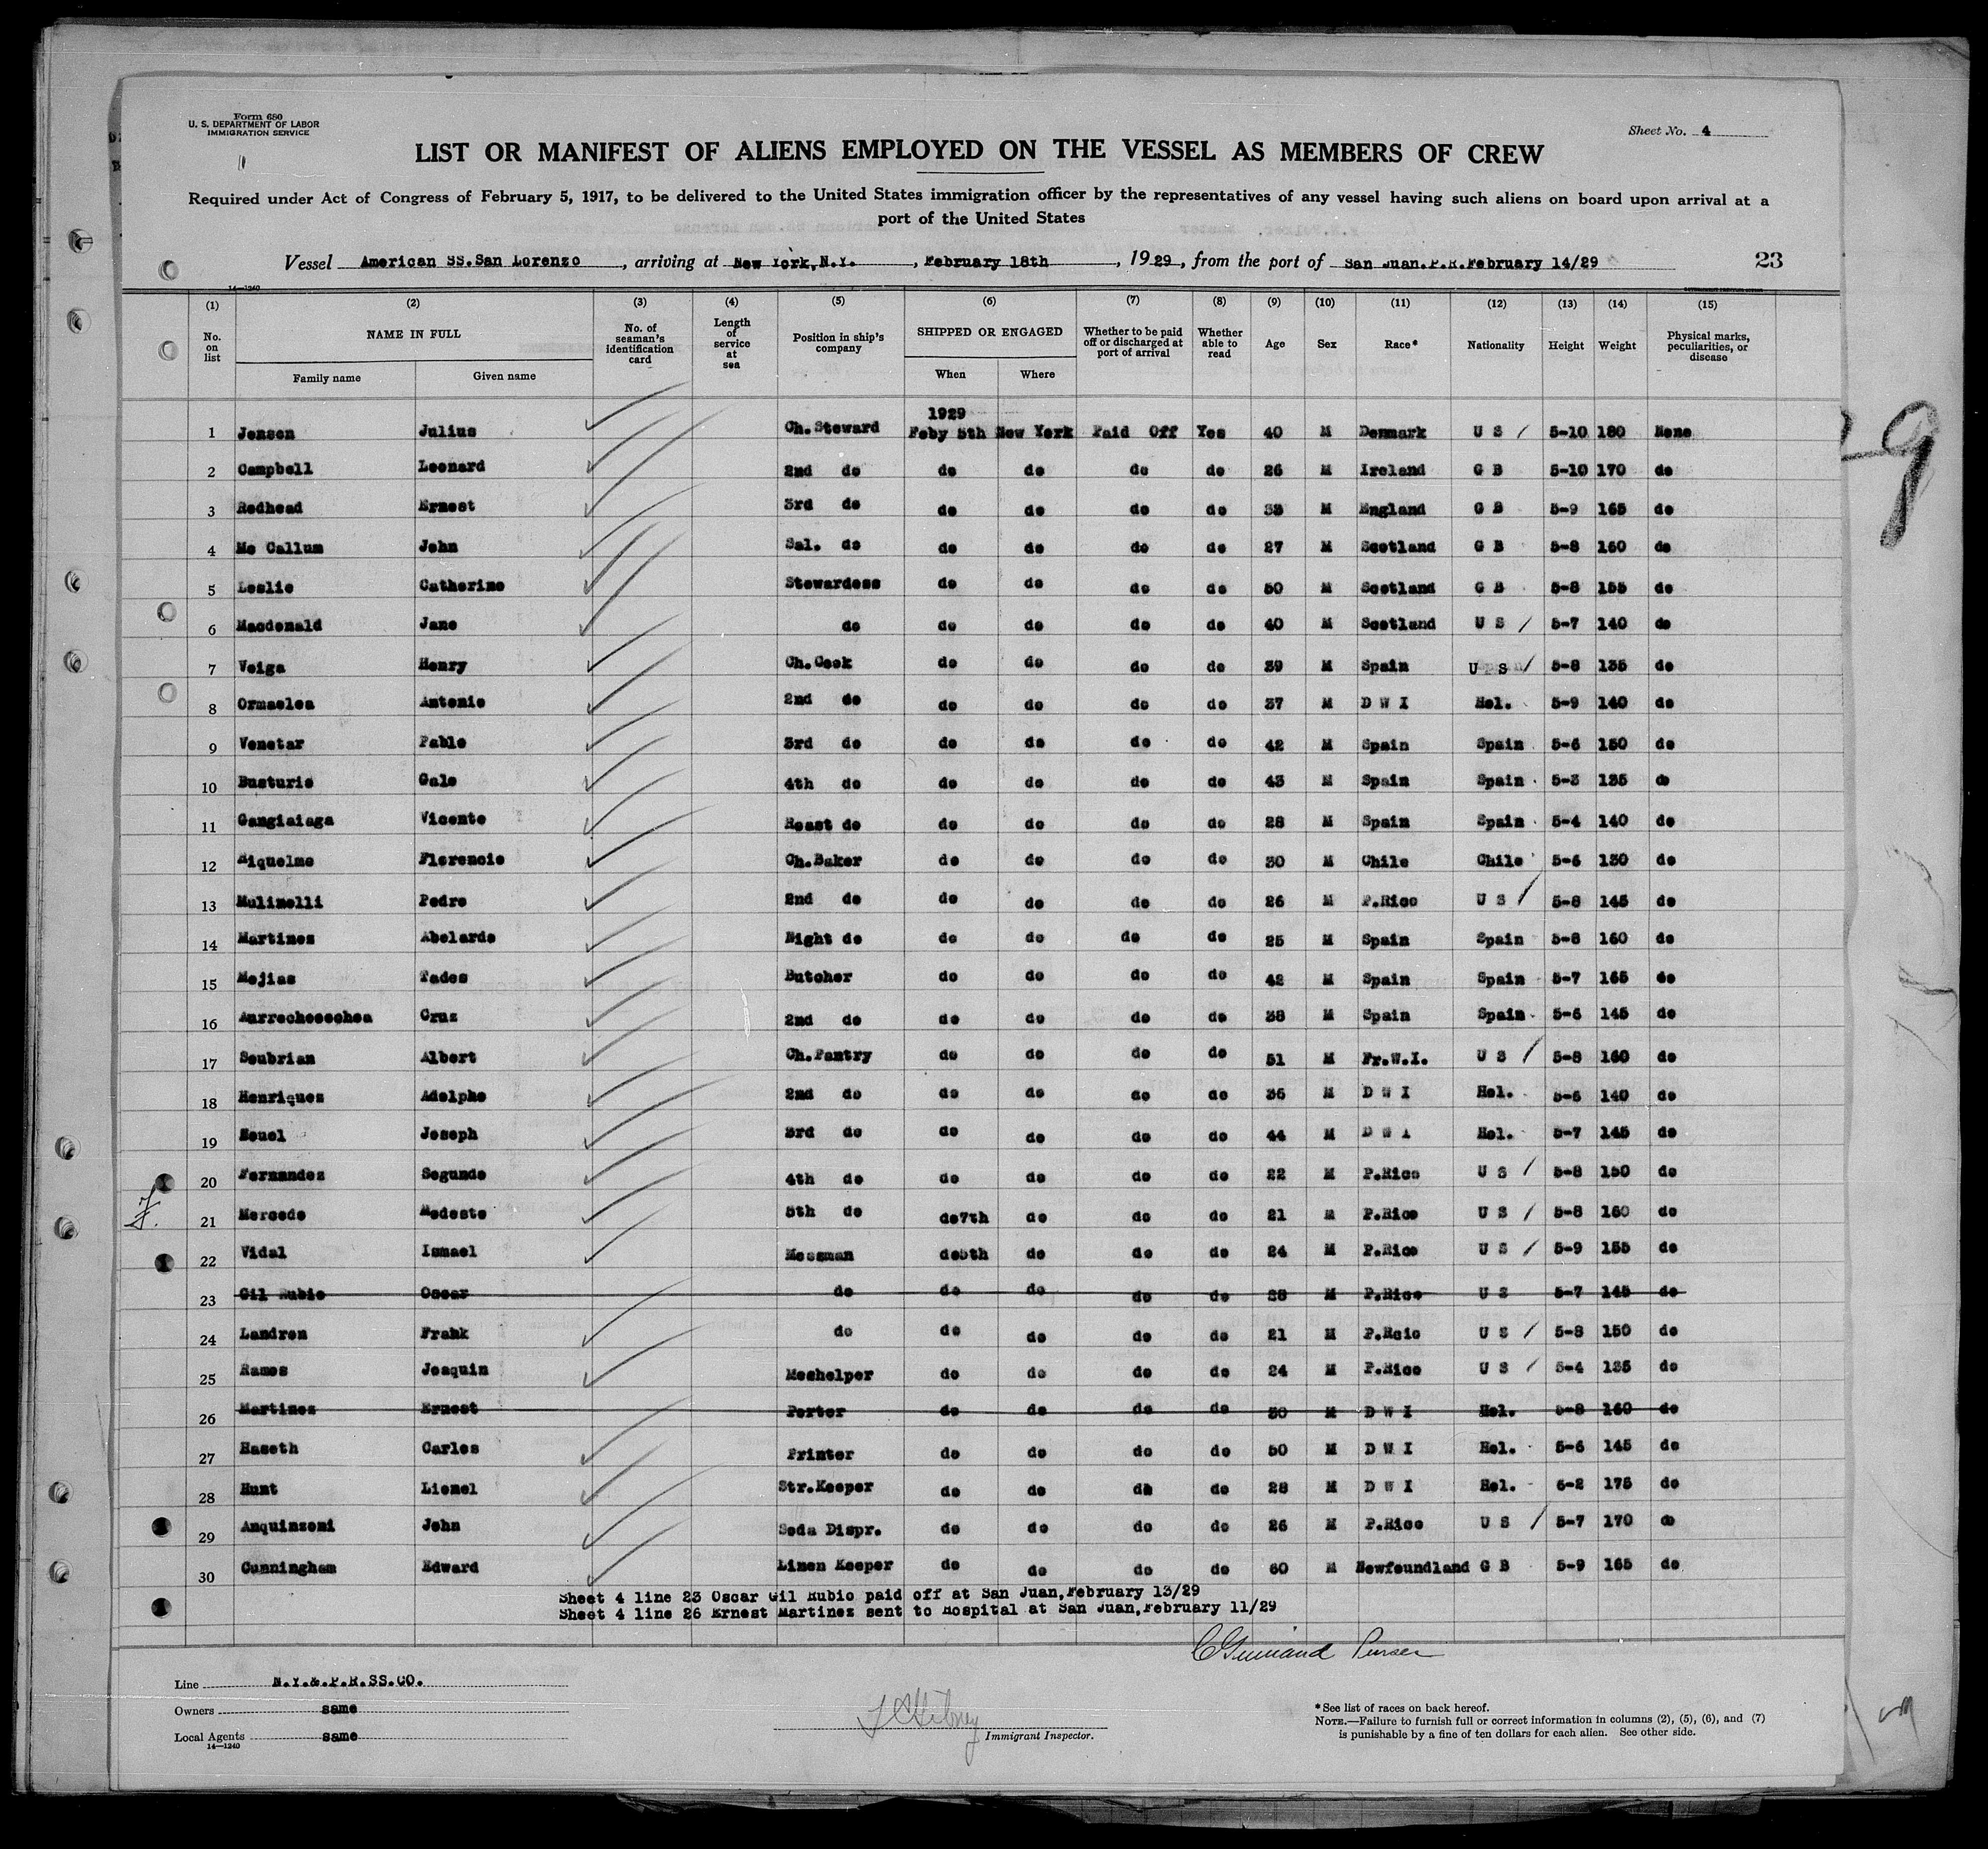 Form 680
U. S. DEPARTMENT OF LABOR
IMMIGRATION SERVICE
Sheet No. 4
LIST OR MANIFEST OF ALIENS EMPLOYED ON THE VESSEL AS MEMBERS OF CREW
Required under Act of Congress of February 5, 1917, to be delivered to the United States immigration officer by the representatives of any vessel having such aliens on board upon arrival at a
port of the United States
Vessel American SS.San Lorenzo , arriving at New York,N.Y. , February 18th , 1929 , from the port of San Juan.P.R.February 14/29 23
14—1240
(1) (2) (3) (4) (5) (6) (7) (8) (9) (10) (11) (12) (13) (14) (15)
No. on list NAME IN FULL Family name Given name No. of seaman's identification card Length of service at sea Position in ship's company SHIPPED OR ENGAGED When Where Whether to be paid off or discharged at port of arrival Whether able to read Age Sex Race* Nationality Height Weight Physical marks, peculiarities, or disease
1929
1 Jensen Julius Ch.Steward Feby 5th New York Paid Off Yes 40 M Denmark U S / 5-10 180 None
2 Campbell Leonard 2nd do do do do do 26 M Ireland G B 5-10 170 do
3 Redhead Ernest 3rd do do do do do 35 M England G B 5-9 165 do
4 Mc Callum John Sal. do do do do do 27 M Scotland G B 5-8 160 do
5 Leslie Catherine Stewardess do do do do 50 M Scotland G B 5-8 155 do
6 Macdonald Jane do do do do do 40 M Scotland U S / 5-7 140 do
7 Veiga Henry Ch.Cook do do do do 39 M Spain U S / 5-8 135 do
8 Ormaelea Antonio 2nd do do do do do 37 M D W I Hol. 5-9 140 do
9 Venetar Pablo 3rd do do do do do 42 M Spain Spain 5-6 150 do
10 Busturia Galo 4th do do do do do 43 M Spain Spain 5-3 135 do
11 Gangiaiaga Vicente Roast do do do do do 28 M Spain Spain 5-4 140 do
12 Riquelme Florencio Ch.Baker do do do do 30 M Chile Chile 5-6 130 do
13 Mulinelli Pedro 2nd do do do do do 26 M P.Rico U S / 5-8 145 do
14 Martinez Abelardo Night do do do do do 25 M Spain Spain 5-8 160 do
15 Mejias Tades Butcher do do do do 42 M Spain Spain 5-7 165 do
16 Aurrecheoechea Cruz 2nd do do do do do 38 M Spain Spain 5-6 145 do
17 Soubrian Albert Ch.Pantry do do do do 51 M Fr.W.I. U S / 5-8 160 do
18 Henriquez Adolpho 2nd do do do do do 36 M D W I Hol. 5-6 140 do
19 Joseph 3rd do do do do do 44 M D W I Hol. 5-7 145 do
20 Fernandez Segundo 4th do do do do do 22 M P.Rico U S / 5-8 150 do
21 Mercedo Modesto 5th do do7th do do do 21 M P.Rico U S / 5-8 160 do
22 Vidal Ismael Messman do5th do do do 24 M P.Rico U S / 5-9 155 do
23 Gil Rubio Oscar do do do do do 28 M P.Rico U S 5-7 145 do
24 Landron Frank do do do do do 21 M P.Rcio U S / 5-8 150 do
25 Ramos Joaquin Meshelper do do do do 24 M P.Rico U S / 5-4 135 do
26 Martinez Ernest Porter do do do do 30 M D W I Hol. 5-8 160 do
27 Haseth Carlos Printer do do do do 50 M D W I Hol. 5-6 145 do
28 Hunt Lionel Str.Keeper do do do do 28 M D W I Hol. 6-2 175 do
29 Anquinzoni John Soda Dispr. do do do do 26 M P.Rico U S / 5-7 170 do
30 Cunningham Edward Linen Keeper do do do do 60 M Newfoundland G B 5-9 165 do
Sheet 4 line 23 Oscar Gil Rubio paid off at San Juan,February 13/29
Sheet 4 line 26 Ernest Martinez sent to Hospital at San Juan,February 11/29
Purser
Line N.Y.&.P.R.SS.CO.
Owners same
Local Agents same
14—1240
Immigrant Inspector.
*See list of races on back hereof.
NOTE.—Failure to furnish full or correct information in columns (2), (5), (6), and (7)
is punishable by a fine of ten dollars for each alien. See other side.